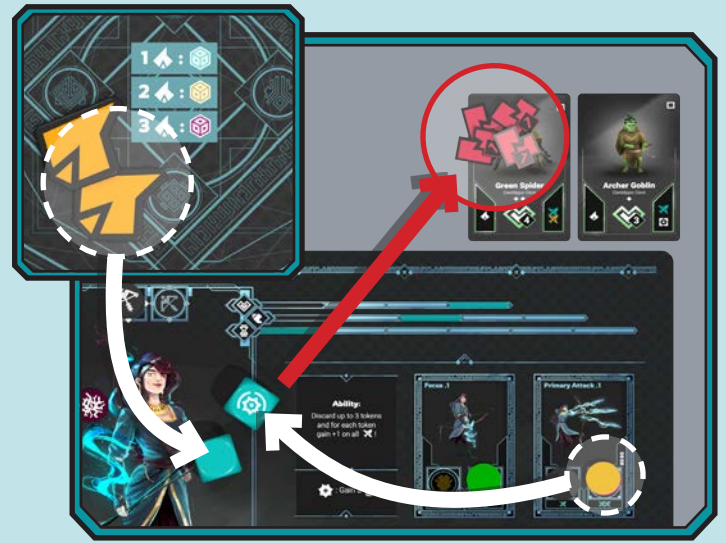 1 :
2 :
3 :
Green Spider
4
Archer Goblin
3
Ability:
Discard up to 3 tokens
and for each token
gain +1 on all !
: Gain
Focus .1
Primary Attack .1